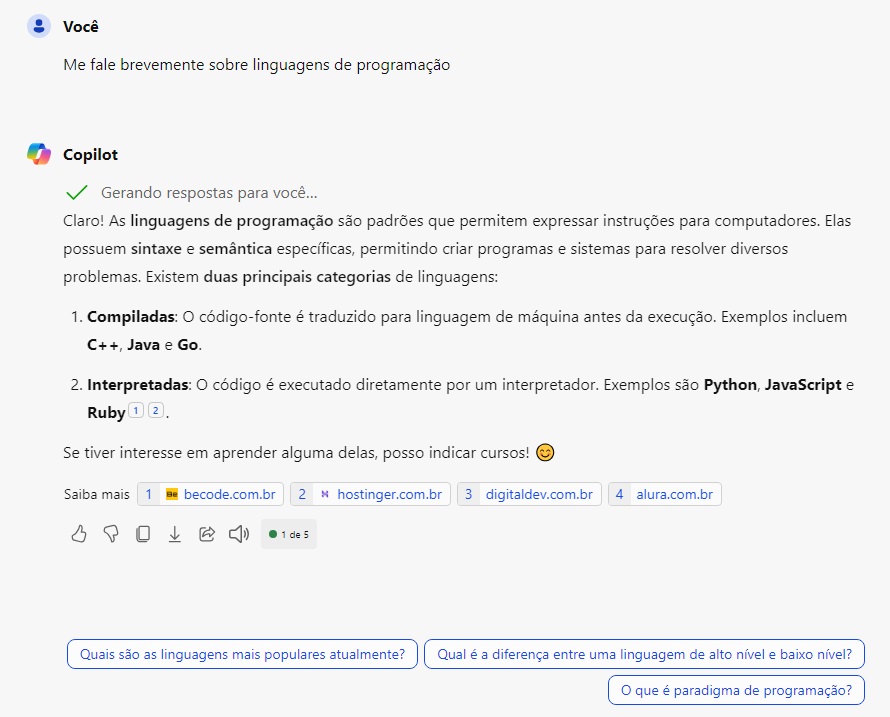 Você
Me fale brevemente sobre linguagens de programação
Copilot
Gerando respostas para você...
Claro! As linguagens de programação são padrões que permitem expressar instruções para computadores. Elas
possuem sintaxe e semântica específicas, permitindo criar programas e sistemas para resolver diversos
problemas. Existem duas principais categorias de linguagens:
1. Compiladas: O código-fonte é traduzido para linguagem de máquina antes da execução. Exemplos incluem
C++, Java e Go.
2. Interpretadas: O código é executado diretamente por um interpretador. Exemplos são Python, JavaScript e
Ruby 1 2 .
Se tiver interesse em aprender alguma delas, posso indicar cursos! 😊
Saiba mais 1 Be becode.com.br 2 hostinger.com.br 3 digitaldev.com.br 4 alura.com.br
1 de 5
Quais são as linguagens mais populares atualmente? Qual é a diferença entre uma linguagem de alto nível e baixo nível?
O que é paradigma de programação?